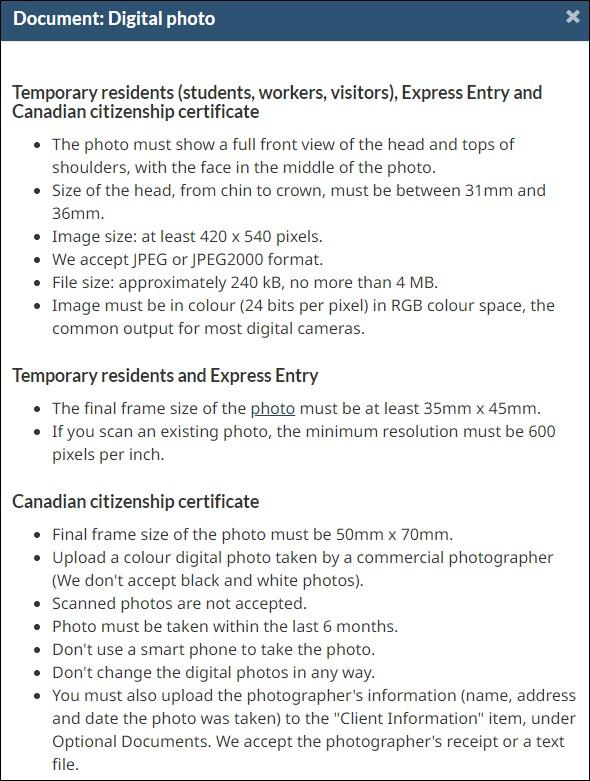 Document: Digital photo ×
Temporary residents (students, workers, visitors), Express Entry and
Canadian citizenship certificate
• The photo must show a full front view of the head and tops of
shoulders, with the face in the middle of the photo.
• Size of the head, from chin to crown, must be between 31mm and
36mm.
• Image size: at least 420 x 540 pixels.
• We accept JPEG or JPEG2000 format.
• File size: approximately 240 kB, no more than 4 MB.
• Image must be in colour (24 bits per pixel) in RGB colour space, the
common output for most digital cameras.
Temporary residents and Express Entry
• The final frame size of the photo must be at least 35mm x 45mm.
• If you scan an existing photo, the minimum resolution must be 600
pixels per inch.
Canadian citizenship certificate
• Final frame size of the photo must be 50mm x 70mm.
• Upload a colour digital photo taken by a commercial photographer
(We don't accept black and white photos).
• Scanned photos are not accepted.
• Photo must be taken within the last 6 months.
• Don't use a smart phone to take the photo.
• Don't change the digital photos in any way.
• You must also upload the photographer's information (name, address
and date the photo was taken) to the "Client Information" item, under
Optional Documents. We accept the photographer's receipt or a text
file.